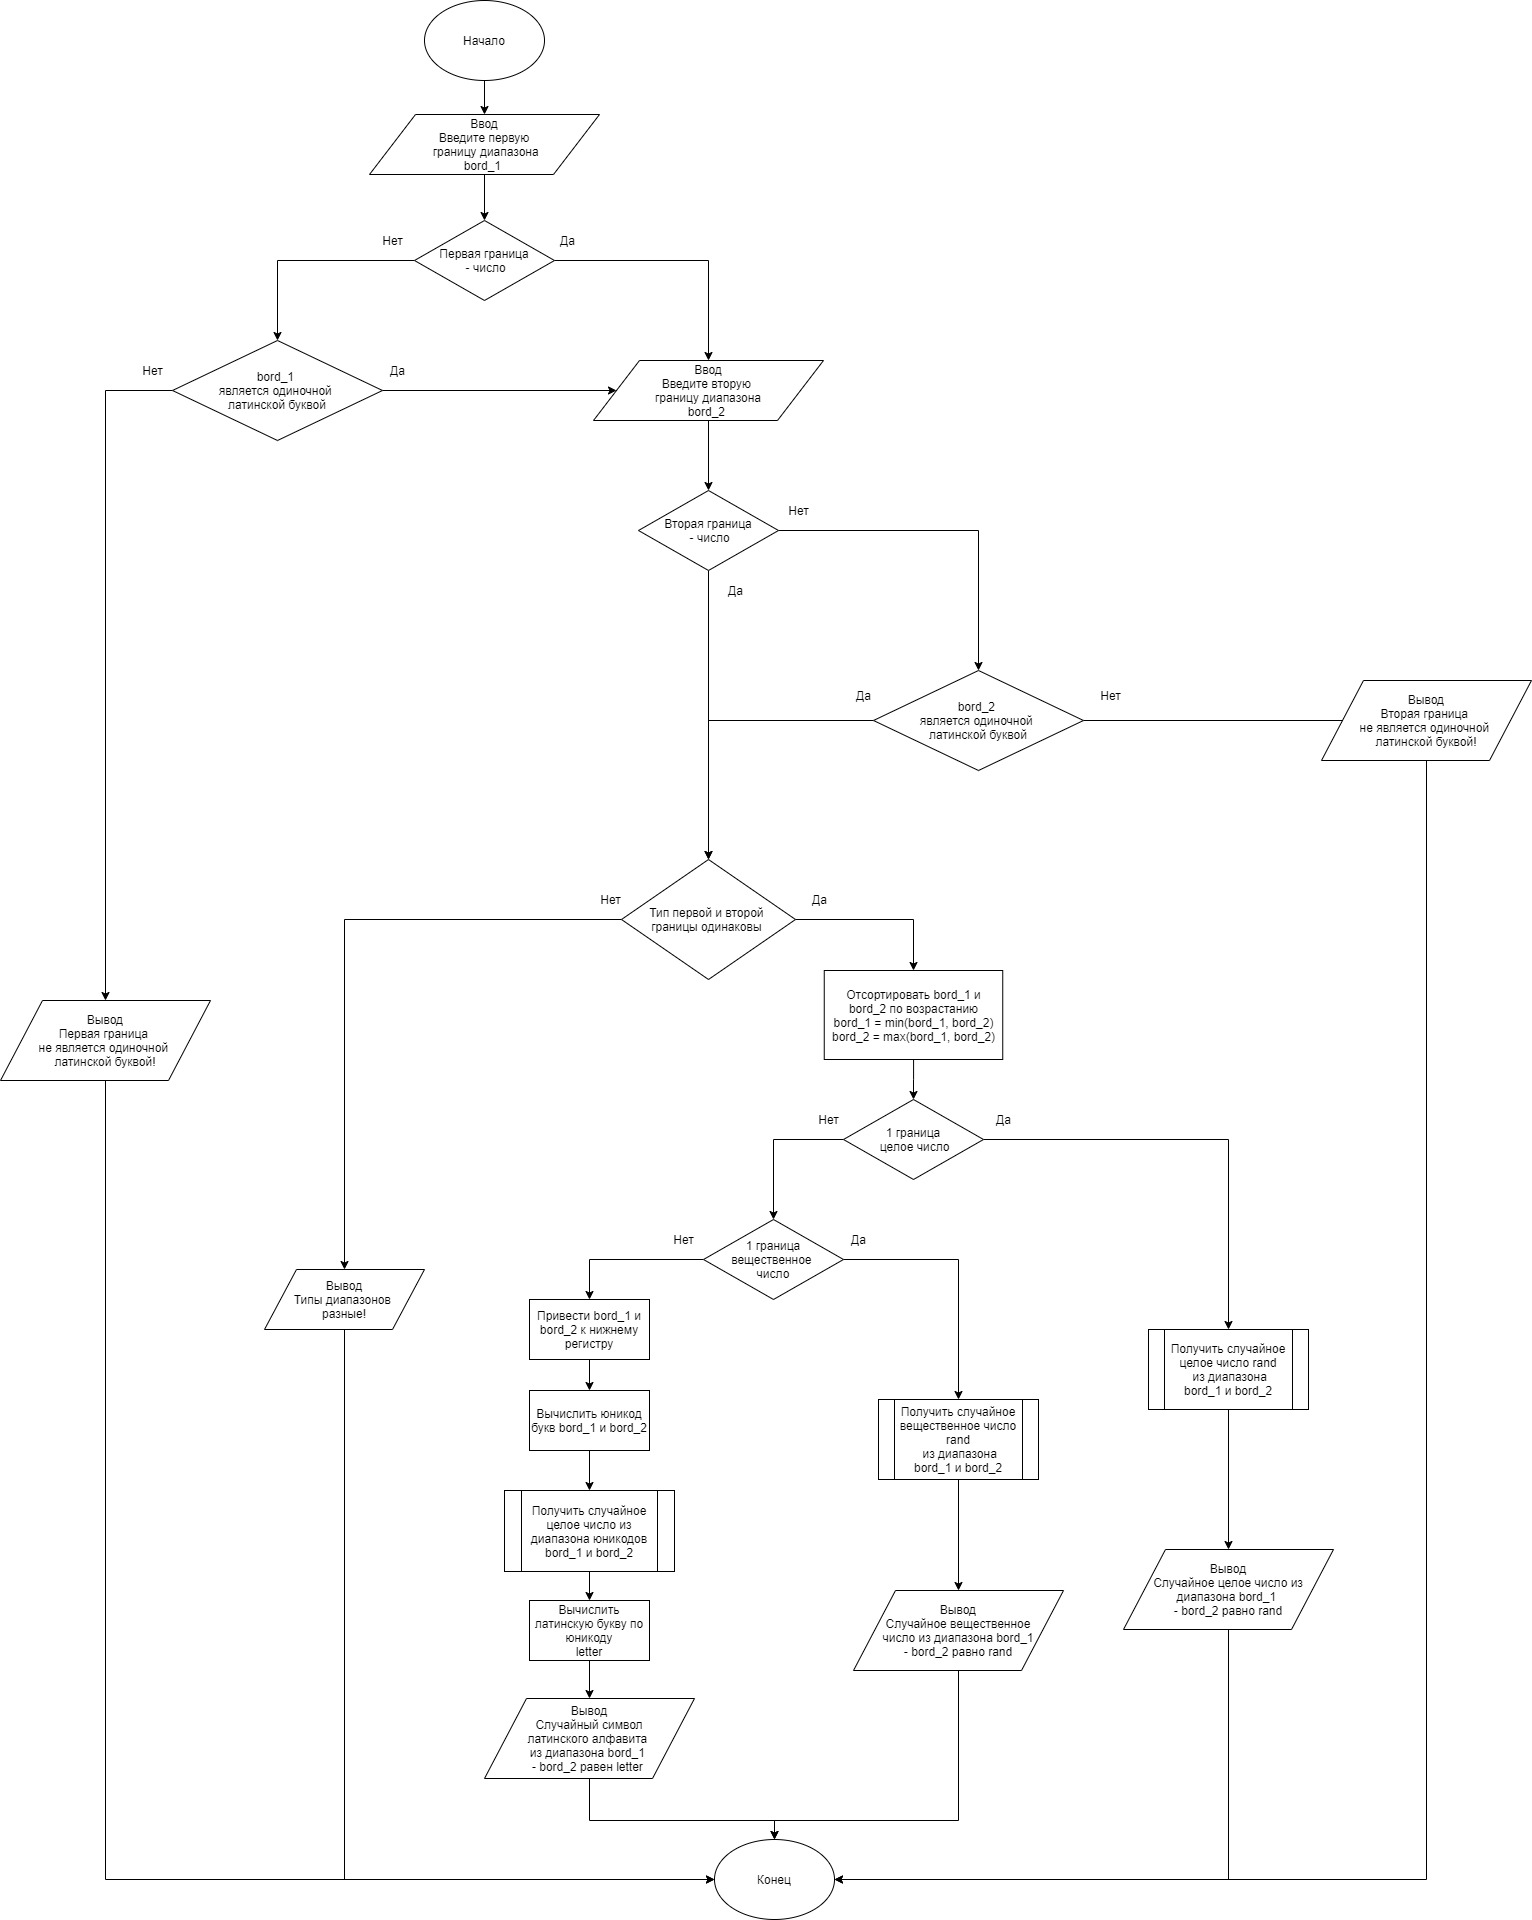 Начало
Ввод
Введите первую
границу диапазона
bord_1
Нет
Да
Первая граница
- число
Нет
bord_1
является одиночной
латинской буквой
Да
Ввод
Введите вторую
границу диапазона
bord_2
Вторая граница
- число
Нет
Да
Да
bord_2
является одиночной
латинской буквой
Нет
Вывод
Вторая граница
не является одиночной
латинской буквой!
Нет
Тип первой и второй
границы одинаковы
Да
Отсортировать bord_1 и
bord_2 по возрастанию
bord_1 = min(bord_1, bord_2)
bord_2 = max(bord_1, bord_2)
Вывод
Первая граница
не является одиночной
латинской буквой!
Нет
1 граница
целое число
Да
Нет
1 граница
вещественное
число
Да
Вывод
Типы диапазонов
разные!
Привести bord_1 и
bord_2 к нижнему
регистру
Получить случайное
целое число rand
из диапазона
bord_1 и bord_2
Вычислить юникод
букв bord_1 и bord_2
Получить случайное
вещественное число
rand
из диапазона
bord_1 и bord_2
Получить случайное
целое число из
диапазона юникодов
bord_1 и bord_2
Вывод
Случайное целое число из
диапазона bord_1
- bord_2 равно rand
Вычислить
латинскую букву по
юникоду
letter
Вывод
Случайное вещественное
число из диапазона bord_1
- bord_2 равно rand
Вывод
Случайный символ
латинского алфавита
из диапазона bord_1
- bord_2 равен letter
Конец